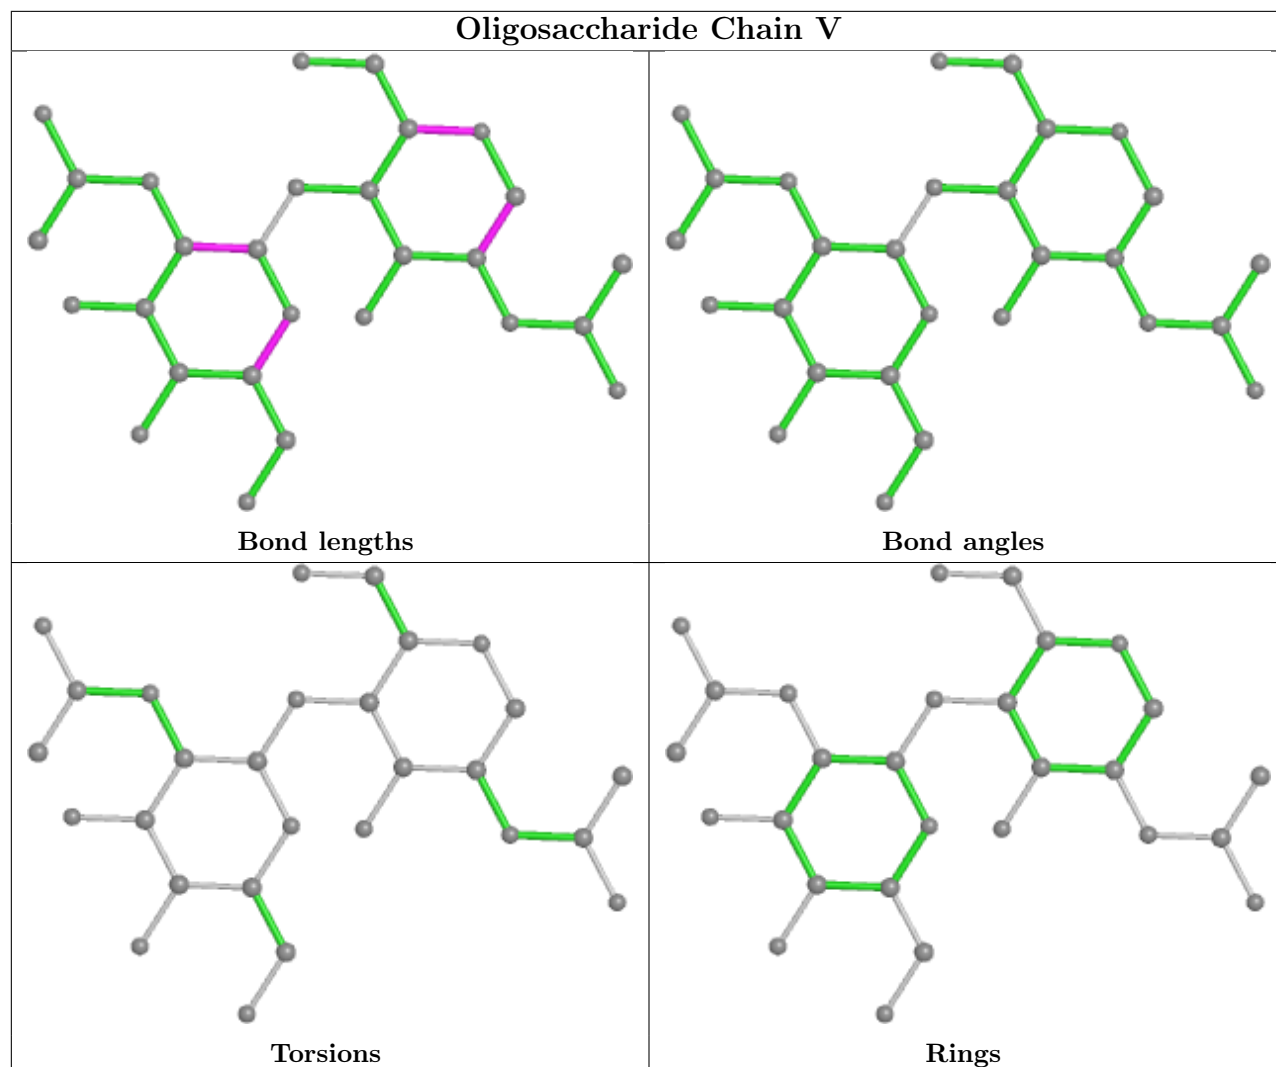 Oligosaccharide Chain V
Bond lengths
Bond angles
Torsions
Rings